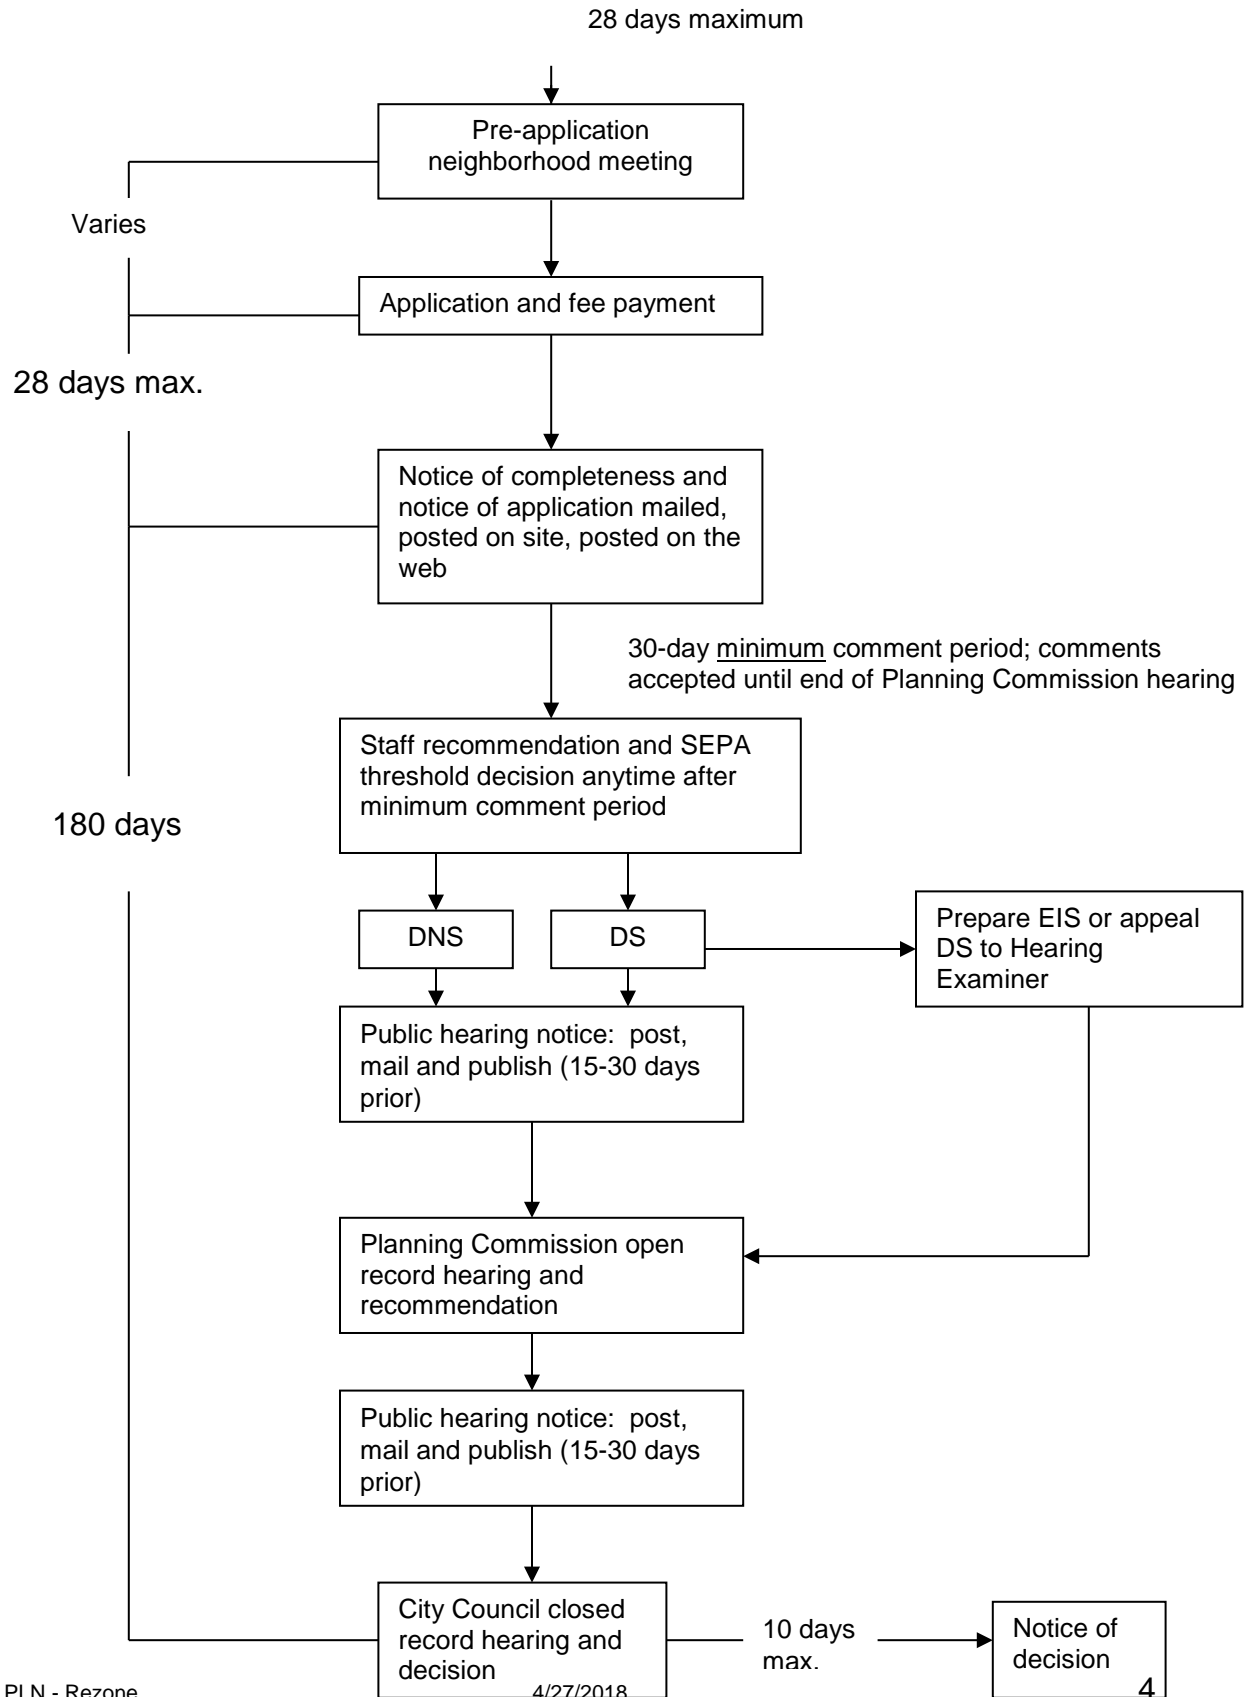 28 days maximum
Pre-application
neighborhood meeting
Varies
Application and fee payment
28 days max.
Notice of completeness and
notice of application mailed,
posted on site, posted on the
web
30-day minimum comment period; comments
accepted until end of Planning Commission hearing
Staff recommendation and SEPA
threshold decision anytime after
minimum comment period
180 days
DNS
DS
Prepare EIS or appeal
DS to Hearing
Examiner
Public hearing notice:  post,
mail and publish (15-30 days
prior)
Planning Commission open
record hearing and
recommendation
Public hearing notice:  post,
mail and publish (15-30 days
prior)
City Council closed
record hearing and
decision
10 days
max.
Notice of
decision
PLN - Rezone
4/27/2018
4